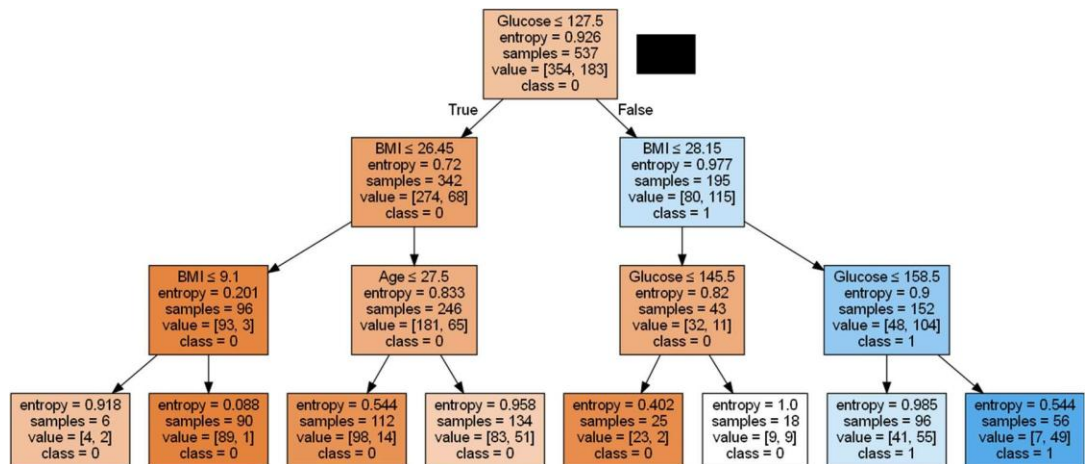 Glucose ≤ 127.5
entropy = 0.926
samples = 537
value = [354, 183]
class = 0
True
False
BMI ≤ 26.45
entropy = 0.72
samples = 342
value = [274, 68]
class = 0
BMI ≤ 28.15
entropy = 0.977
samples = 195
value = [80, 115]
class = 1
BMI ≤ 9.1
entropy = 0.201
samples = 96
value = [93, 3]
class = 0
Age ≤ 27.5
entropy = 0.833
samples = 246
value = [181, 65]
class = 0
Glucose ≤ 145.5
entropy = 0.82
samples = 43
value = [32, 11]
class = 0
Glucose ≤ 158.5
entropy = 0.9
samples = 152
value = [48, 104]
class = 1
entropy = 0.918
samples = 6
value = [4, 2]
class = 0
entropy = 0.088
samples = 90
value = [89, 1]
class = 0
entropy = 0.544
samples = 112
value = [98, 14]
class = 0
entropy = 0.958
samples = 134
value = [83, 51]
class = 0
entropy = 0.402
samples = 25
value = [23, 2]
class = 0
entropy = 1.0
samples = 18
value = [9, 9]
class = 0
entropy = 0.985
samples = 96
value = [41, 55]
class = 1
entropy = 0.544
samples = 56
value = [7, 49]
class = 1